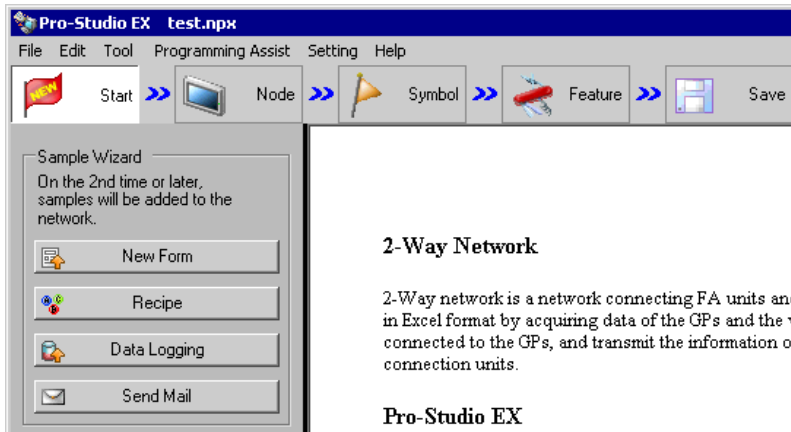 Pro-Studio EX test.npx
File Edit Tool Programming Assist Setting Help
NEW Start Node Symbol Feature Save
Sample Wizard
On the 2nd time or later,
samples will be added to the
network.
New Form
Recipe
Data Logging
Send Mail
2-Way Network
2-Way network is a network connecting FA units an
in Excel format by acquiring data of the GPs and the
connected to the GPs, and transmit the information o
connection units.
Pro-Studio EX